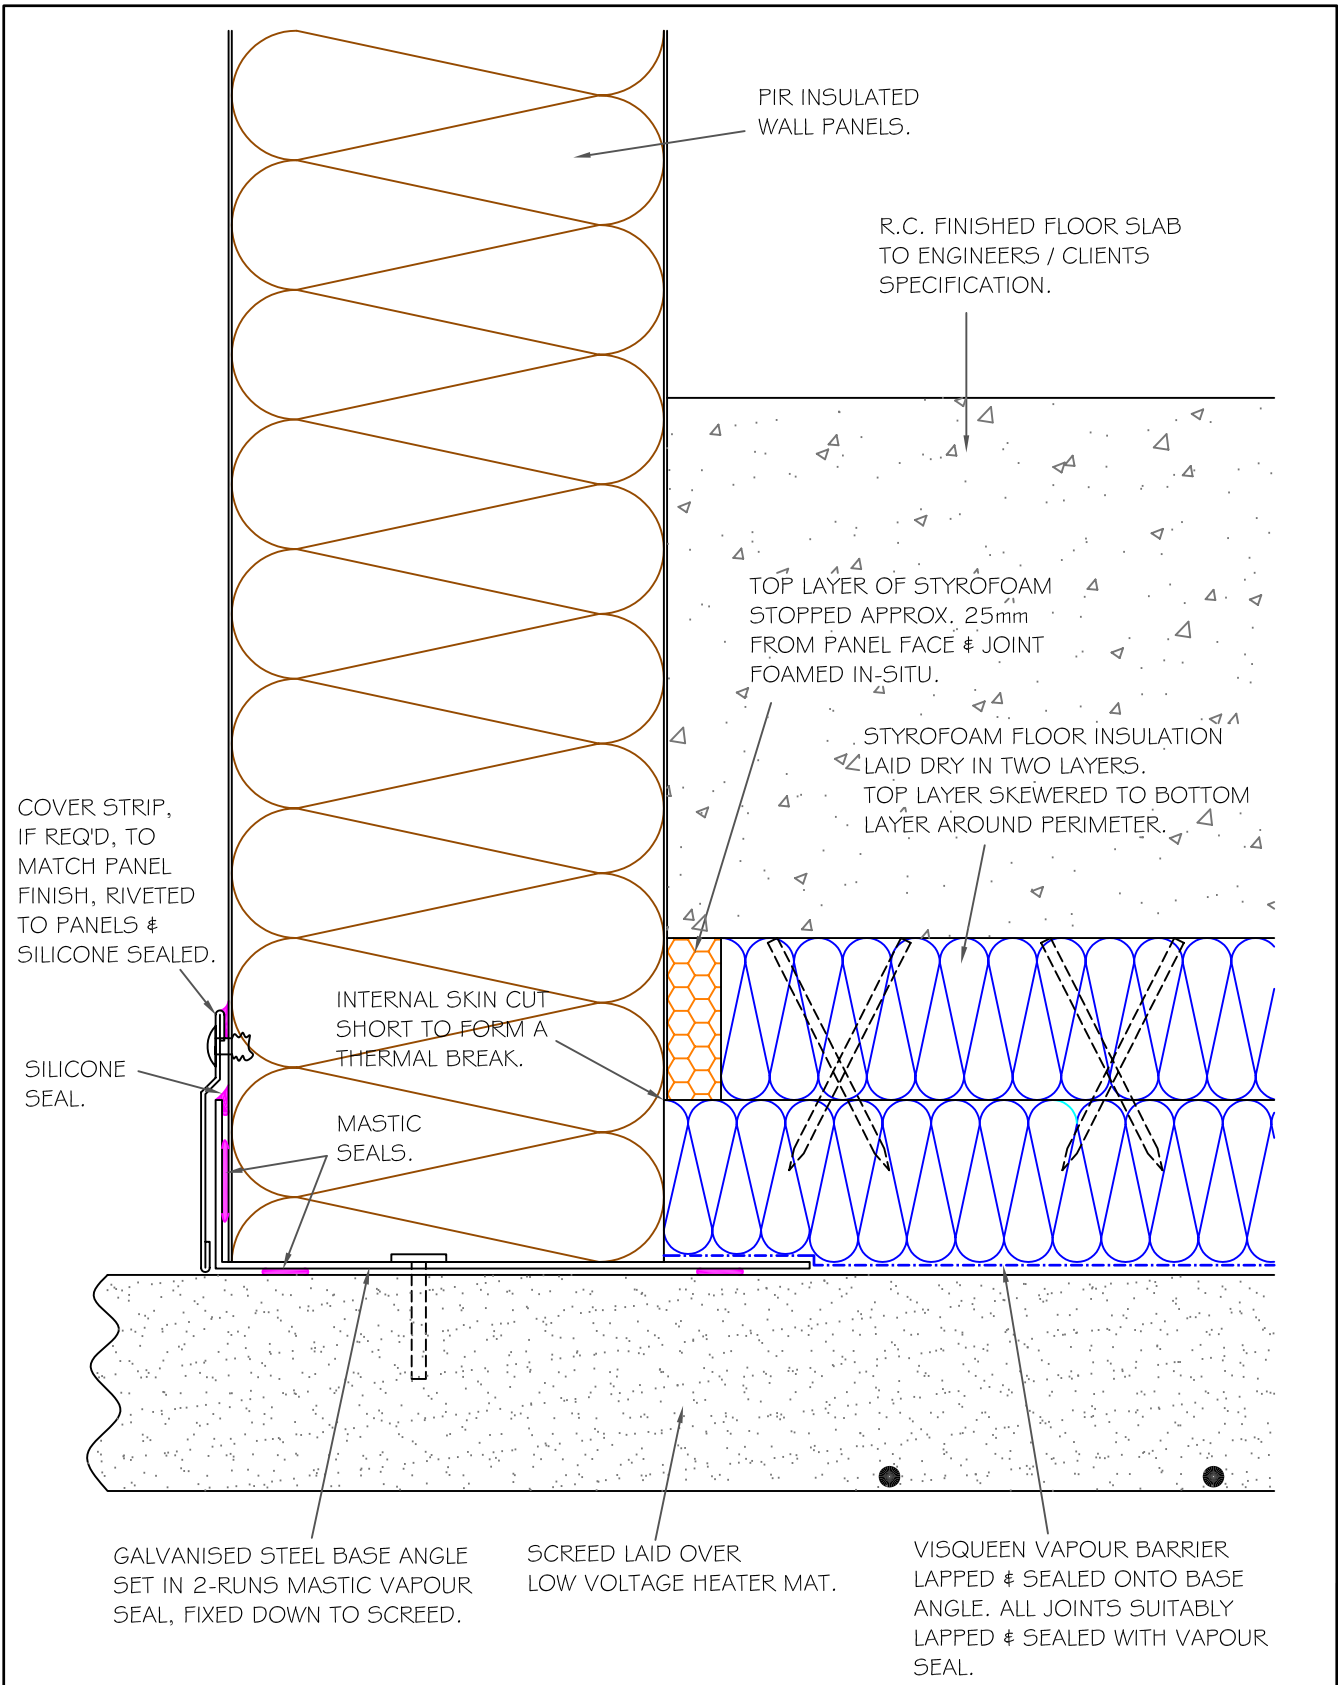 PIR INSULATED
WALL PANELS.
R.C. FINISHED FLOOR SLAB
TO ENGINEERS / CLIENTS
SPECIFICATION.
TOP LAYER OF STYROFOAM
STOPPED APPROX. 25mm
FROM PANEL FACE & JOINT
FOAMED IN-SITU.
STYROFOAM FLOOR INSULATION
LAID DRY IN TWO LAYERS.
TOP LAYER SKEWERED TO BOTTOM
LAYER AROUND PERIMETER.
COVER STRIP,
IF REQ'D, TO
MATCH PANEL
FINISH, RIVETED
TO PANELS &
SILICONE SEALED.
INTERNAL SKIN CUT
SHORT TO FORM A
THERMAL BREAK.
SILICONE
SEAL.
MASTIC
SEALS.
GALVANISED STEEL BASE ANGLE
SET IN 2-RUNS MASTIC VAPOUR
SEAL, FIXED DOWN TO SCREED.
SCREED LAID OVER
LOW VOLTAGE HEATER MAT.
VISQUEEN VAPOUR BARRIER
LAPPED & SEALED ONTO BASE
ANGLE. ALL JOINTS SUITABLY
LAPPED & SEALED WITH VAPOUR
SEAL.